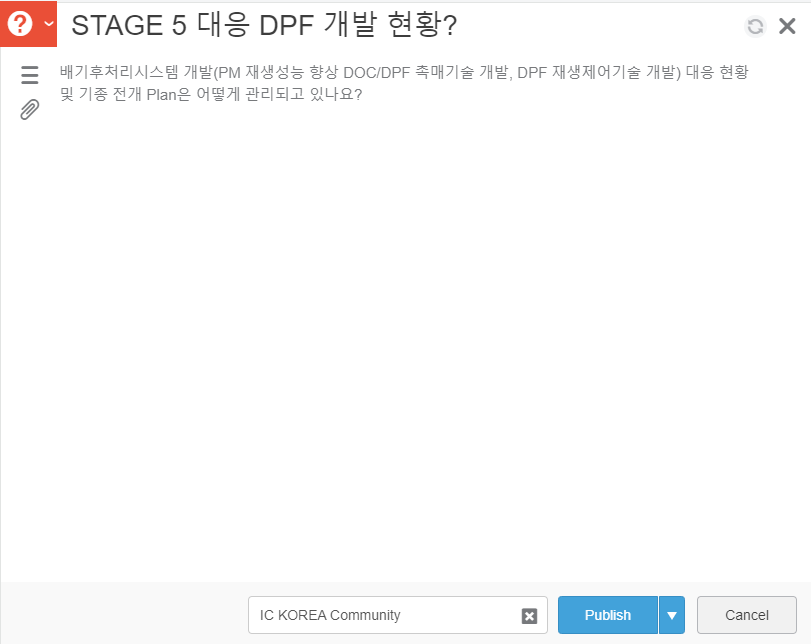 STAGE 5 대응 DPF 개발 현황?
배기후처리시스템 개발(PM 재생성능 향상 DOC/DPF 촉매기술 개발, DPF 재생제어기술 개발) 대응 현황
및 기종 전개 Plan은 어떻게 관리되고 있나요?
IC KOREA Community
Publish
Cancel